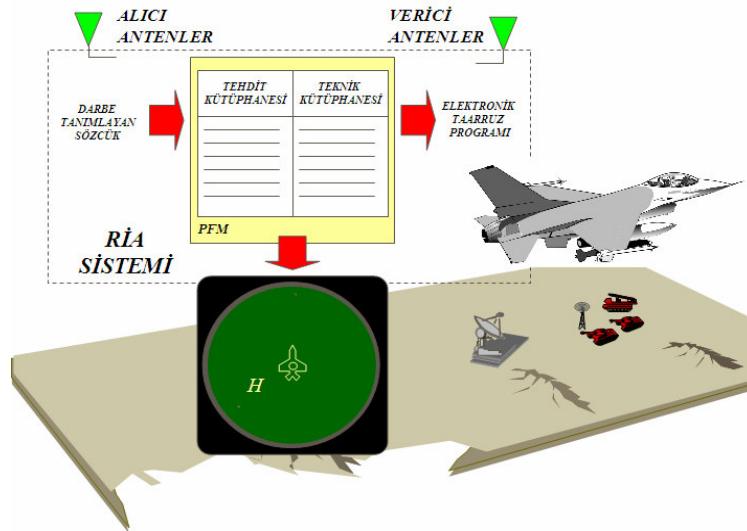 ALICI
ANTENLER
VERİCİ
ANTENLER
DARBE
TANIMLAYAN
SÖZCÜK
TEHDİT
KÜTÜPHANESİ
TEKNİK
KÜTÜPHANESİ
ELEKTRONİK
TAARRUZ
PROGRAMI
PFM
RİA
SİSTEMİ
H